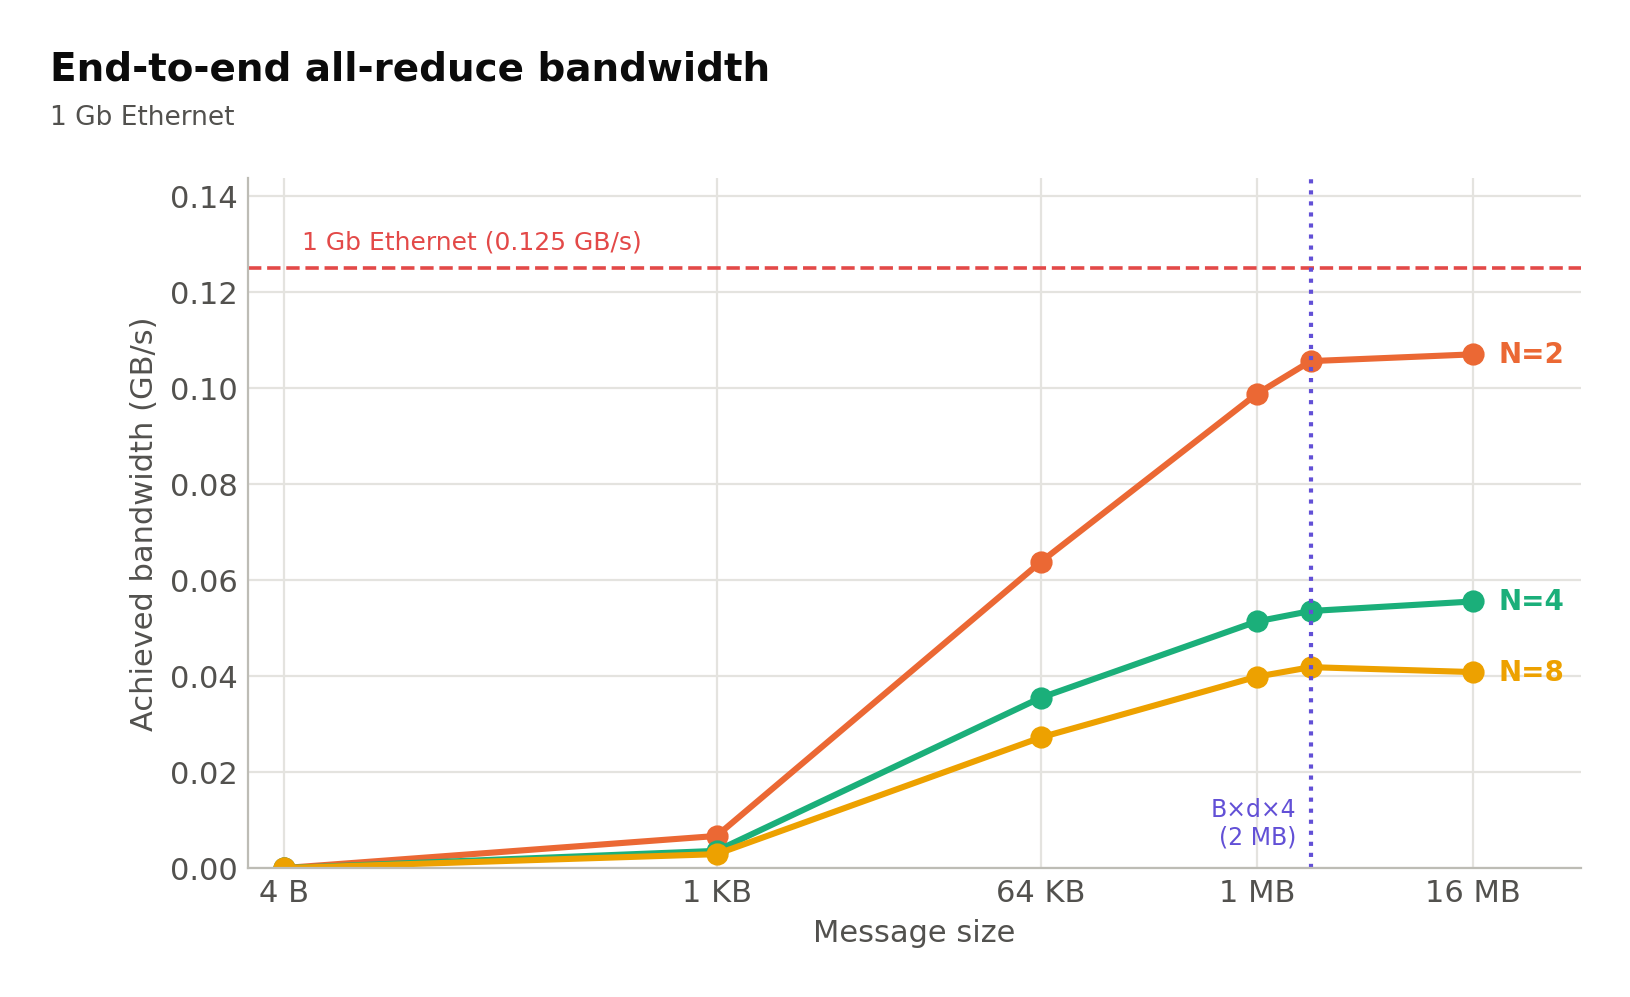 End-to-end all-reduce bandwidth
1 Gb Ethernet
0.14
1 Gb Ethernet (0.125 GB/s)
0.12
0.10
0.08
0.06
0.04
0.02
0.00
Achieved bandwidth (GB/s)
N=2
N=4
N=8
B×d×4
(2 MB)
4 B
1 KB
64 KB
1 MB
16 MB
Message size